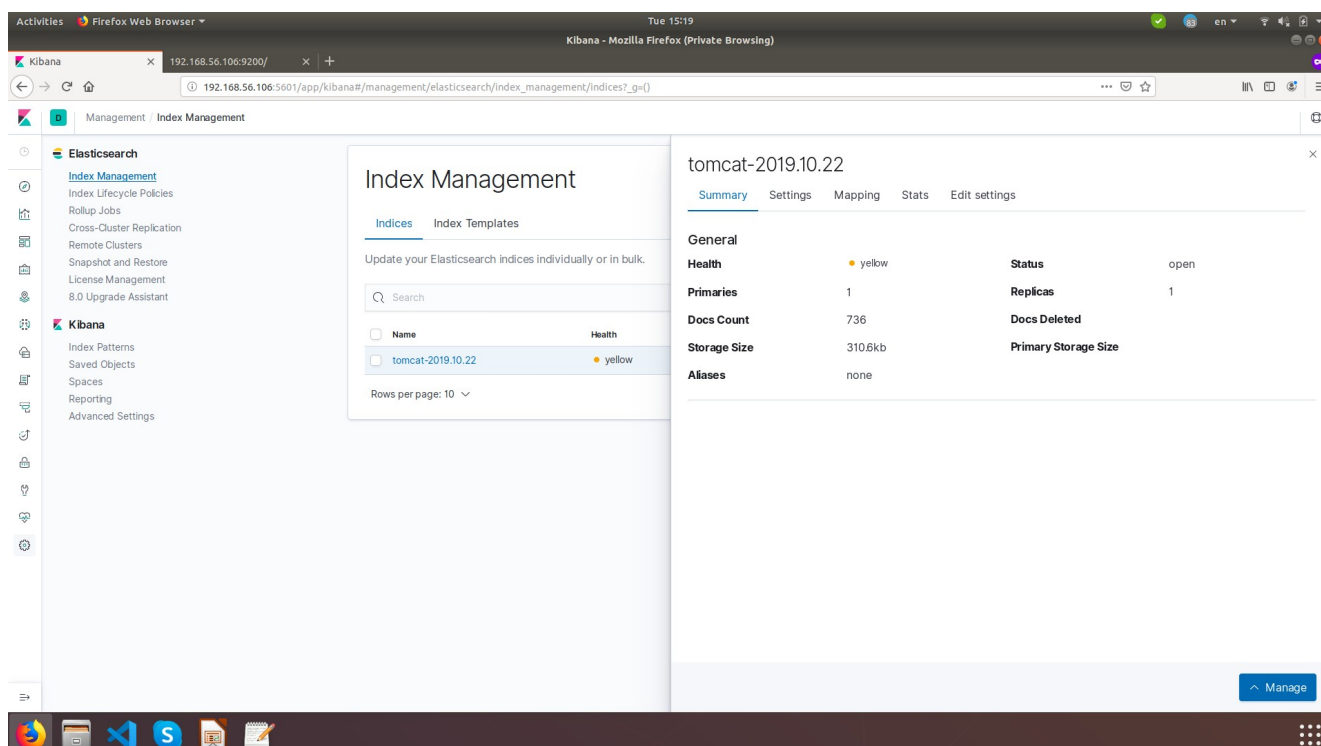 Activities Firefox Web Browser Tue 15:19 83 en
Kibana - Mozilla Firefox (Private Browsing)
Kibana 192.168.56.106:9200/
192.168.56.106:5601/app/kibana#/management/elasticsearch/index_management/indices?_g=()
D Management / Index Management
Elasticsearch
Index Management
Index Lifecycle Policies
Rollup Jobs
Cross-Cluster Replication
Remote Clusters
Snapshot and Restore
License Management
8.0 Upgrade Assistant
Kibana
Index Patterns
Saved Objects
Spaces
Reporting
Advanced Settings
Index Management
Indices Index Templates
Update your Elasticsearch indices individually or in bulk.
Search
Name Health
tomcat-2019.10.22 yellow
Rows per page: 10
tomcat-2019.10.22
Summary Settings Mapping Stats Edit settings
General
Health yellow Status open
Primaries 1 Replicas 1
Docs Count 736 Docs Deleted
Storage Size 310.6kb Primary Storage Size
Aliases none
Manage